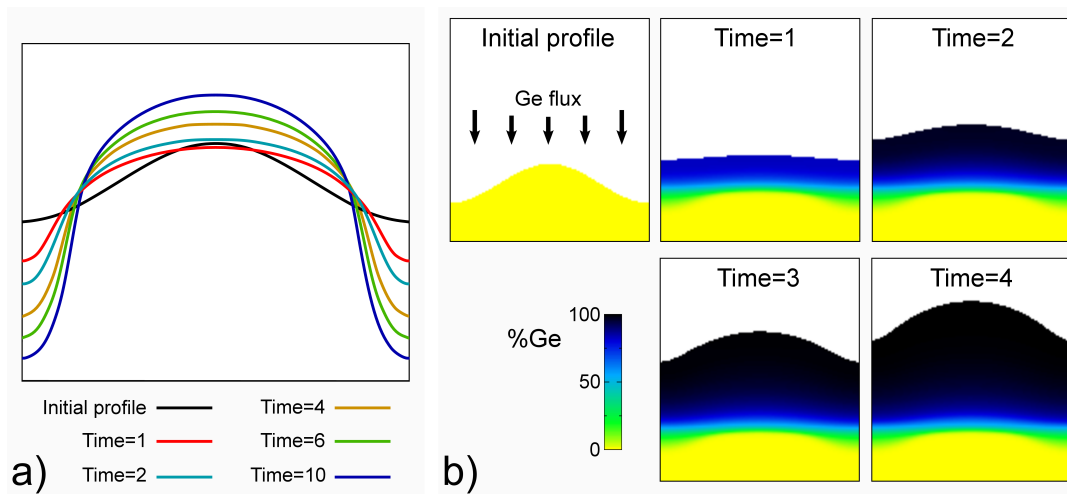 Initial profile
Time=1
Time=2
Time=4
Time=6
Time=10
a)
Initial profile
Ge flux
Time=1
Time=2
Time=3
Time=4
%Ge
100
50
0
b)